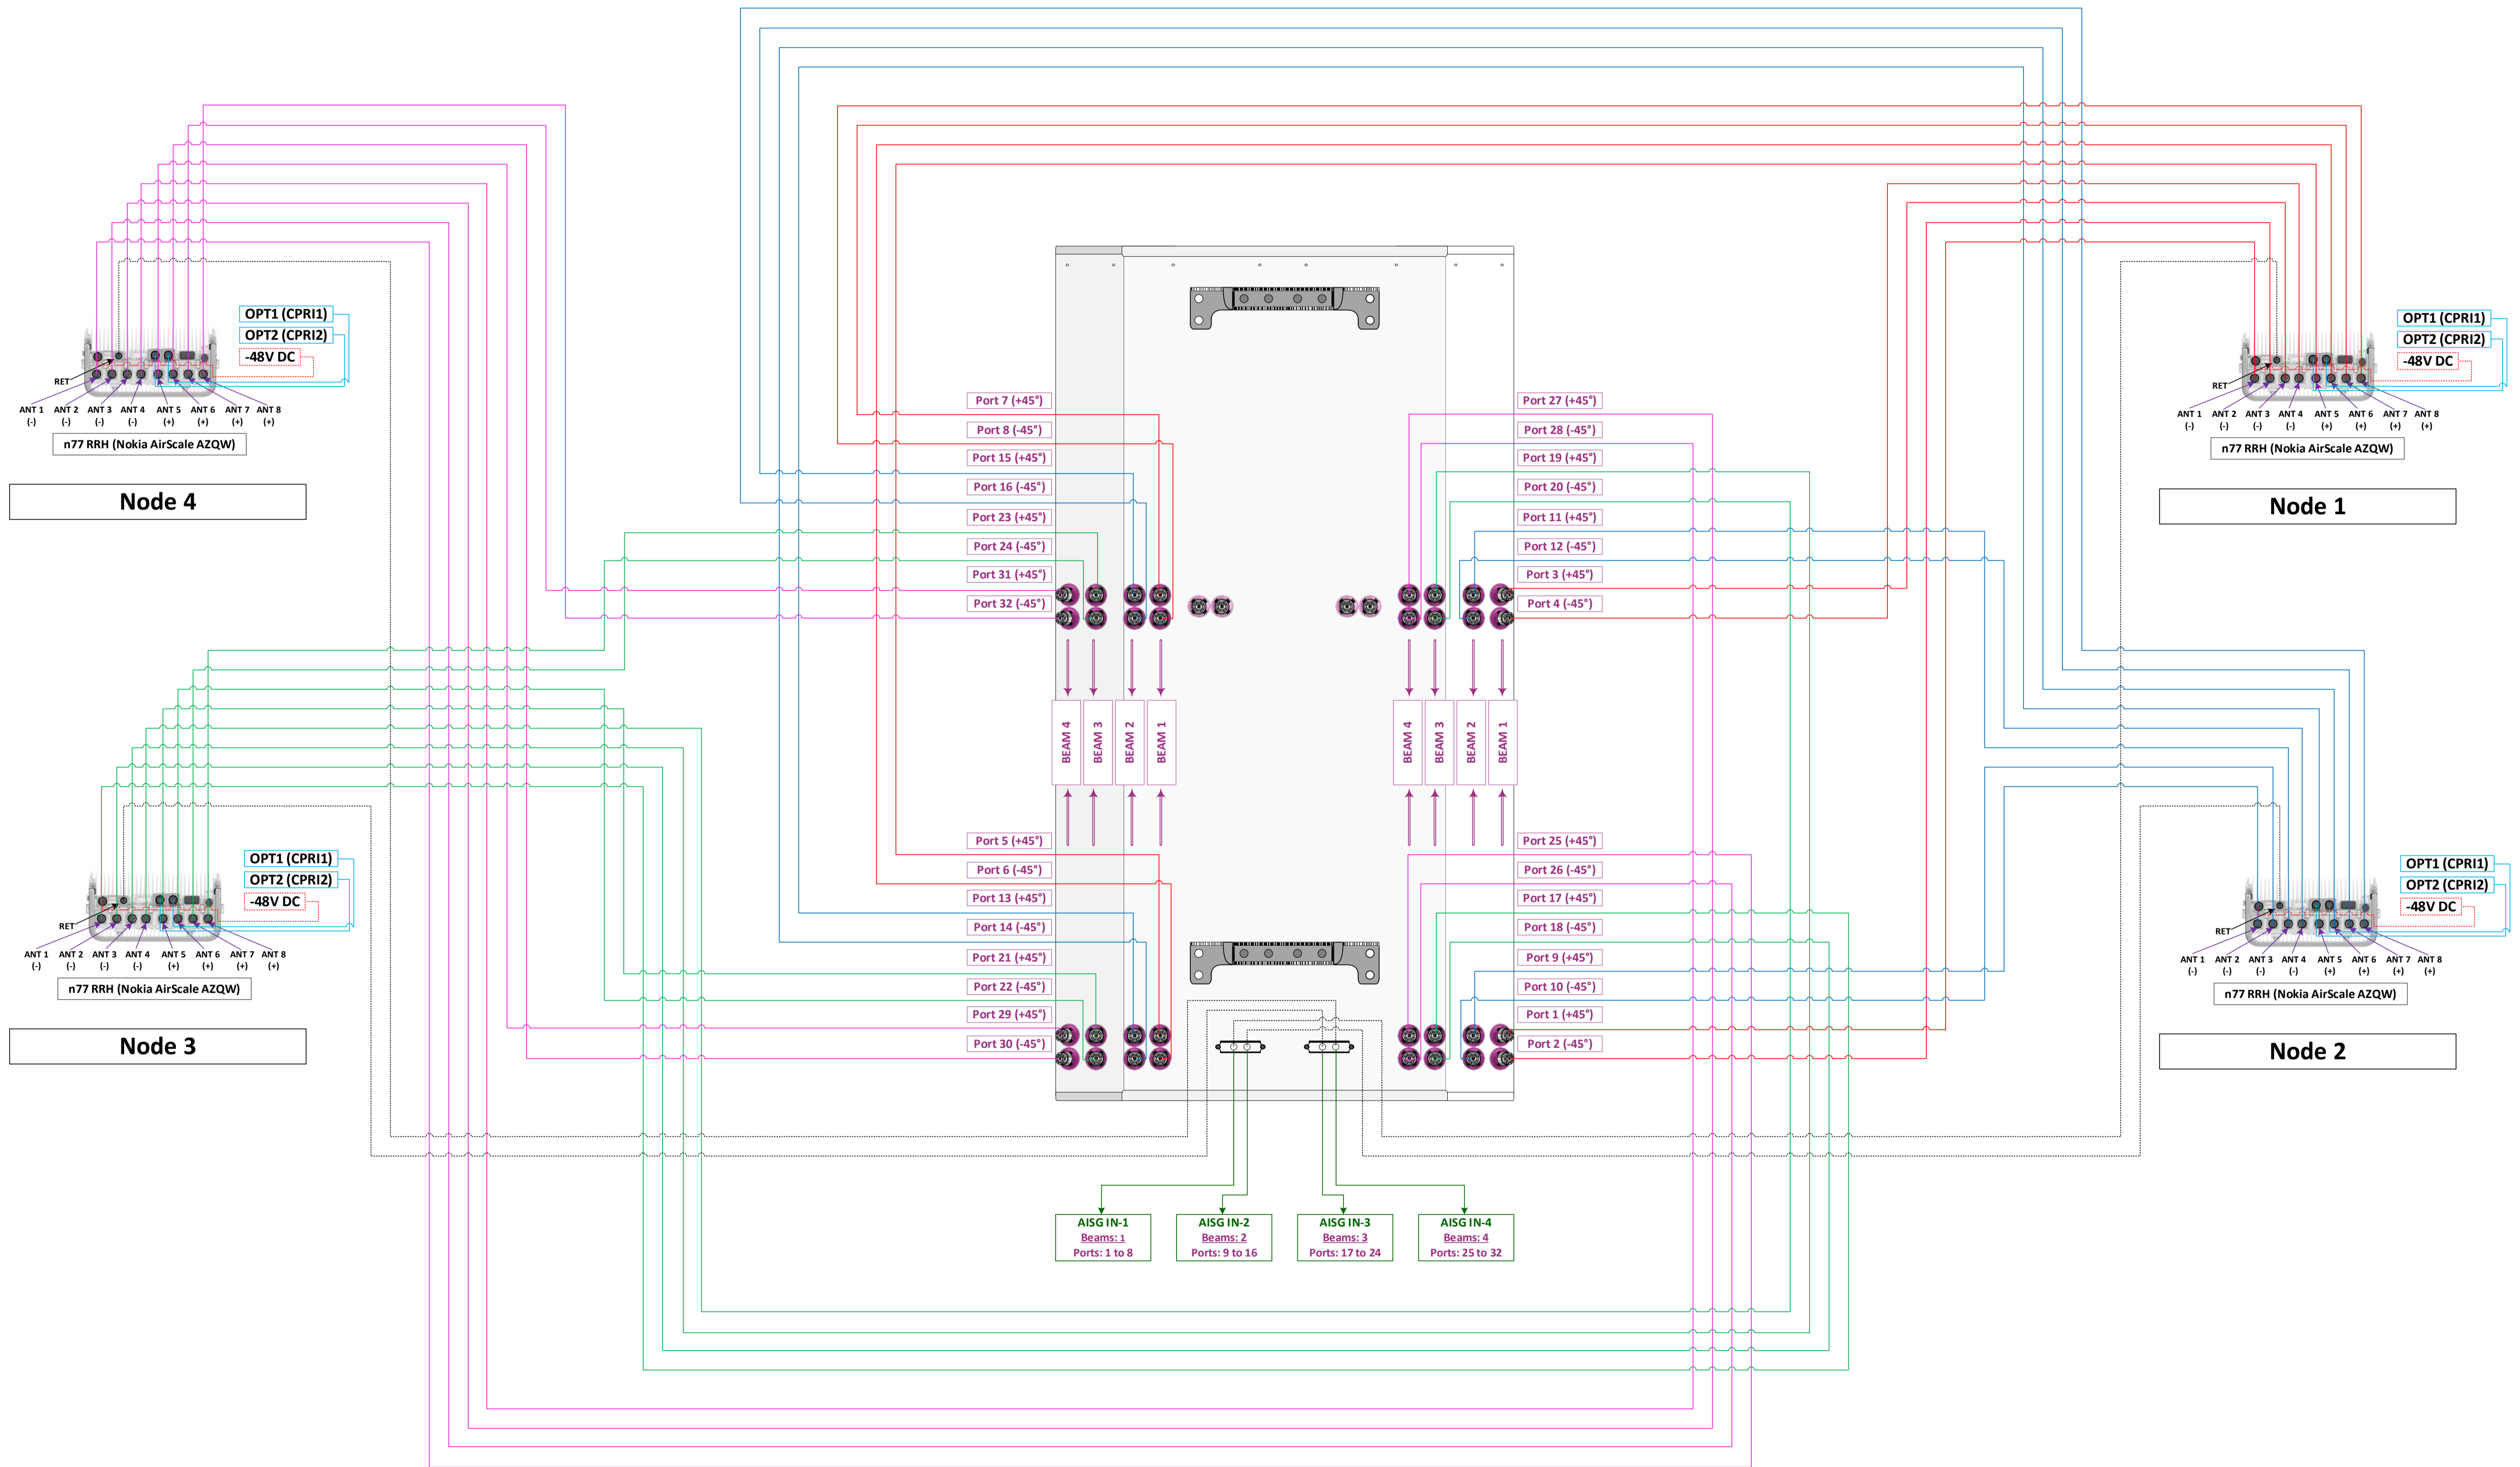 OPT1 (CPRI1)
OPT2 (CPRI2)
-48V DC
RET
ANT 1 ANT 2 ANT 3 ANT 4 ANT 5 ANT 6 ANT 7 ANT 8
(-) (-) (-) (-) (+) (+) (+) (+)
n77 RRH (Nokia AirScale AZQW)
Node 4
OPT1 (CPRI1)
OPT2 (CPRI2)
-48V DC
RET
ANT 1 ANT 2 ANT 3 ANT 4 ANT 5 ANT 6 ANT 7 ANT 8
(-) (-) (-) (-) (+) (+) (+) (+)
n77 RRH (Nokia AirScale AZQW)
Node 3
Port 7 (+45°)
Port 8 (-45°)
Port 15 (+45°)
Port 16 (-45°)
Port 23 (+45°)
Port 24 (-45°)
Port 31 (+45°)
Port 32 (-45°)
BEAM 4
BEAM 3
BEAM 2
BEAM 1
Port 5 (+45°)
Port 6 (-45°)
Port 13 (+45°)
Port 14 (-45°)
Port 21 (+45°)
Port 22 (-45°)
Port 29 (+45°)
Port 30 (-45°)
Port 27 (+45°)
Port 28 (-45°)
Port 19 (+45°)
Port 20 (-45°)
Port 11 (+45°)
Port 12 (-45°)
Port 3 (+45°)
Port 4 (-45°)
BEAM 4
BEAM 3
BEAM 2
BEAM 1
Port 25 (+45°)
Port 26 (-45°)
Port 17 (+45°)
Port 18 (-45°)
Port 9 (+45°)
Port 10 (-45°)
Port 1 (+45°)
Port 2 (-45°)
AISG IN-1
Beams: 1
Ports: 1 to 8
AISG IN-2
Beams: 2
Ports: 9 to 16
AISG IN-3
Beams: 3
Ports: 17 to 24
AISG IN-4
Beams: 4
Ports: 25 to 32
OPT1 (CPRI1)
OPT2 (CPRI2)
-48V DC
RET
ANT 1 ANT 2 ANT 3 ANT 4 ANT 5 ANT 6 ANT 7 ANT 8
(-) (-) (-) (-) (+) (+) (+) (+)
n77 RRH (Nokia AirScale AZQW)
Node 1
OPT1 (CPRI1)
OPT2 (CPRI2)
-48V DC
RET
ANT 1 ANT 2 ANT 3 ANT 4 ANT 5 ANT 6 ANT 7 ANT 8
(-) (-) (-) (-) (+) (+) (+) (+)
n77 RRH (Nokia AirScale AZQW)
Node 2